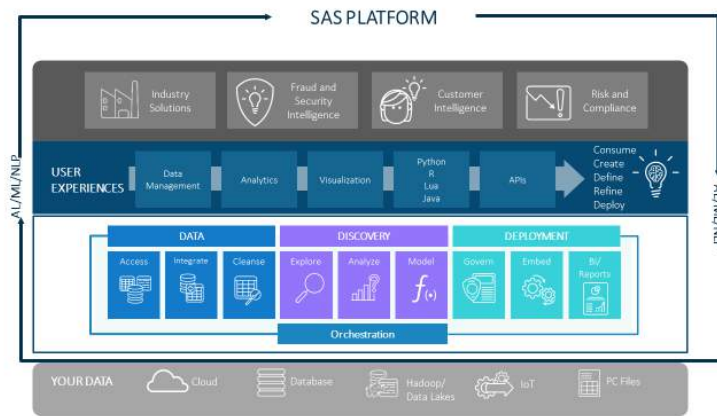 SAS PLATFORM
Industry
Solutions
Fraud and
Security
Intelligence
Customer
Intelligence
Risk and
Compliance
AL/ML/NLP
USER
EXPERIENCES
Data
Management
Analytics
Visualization
Python
R
Lua
Java
APIs
Consume
Create
Define
Refine
Deploy
DATA
DISCOVERY
DEPLOYMENT
Access
Integrate
Cleanse
Explore
Analyze
Model
Govern
Embed
BI/
Reports
f(•)
Orchestration
YOUR DATA
Cloud
Database
Hadoop/
Data Lakes
IoT
PC Files